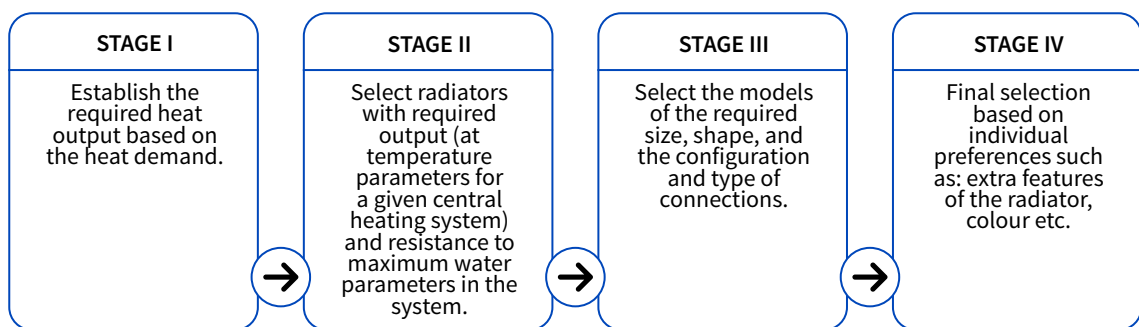 STAGE I
Establish the
required heat
output based on
the heat demand.
STAGE II
Select radiators
with required
output (at
temperature
parameters for
a given central
heating system)
and resistance to
maximum water
parameters in the
system.
STAGE III
Select the models
of the required
size, shape, and
the configuration
and type of
connections.
STAGE IV
Final selection
based on
individual
preferences such
as: extra features
of the radiator,
colour etc.